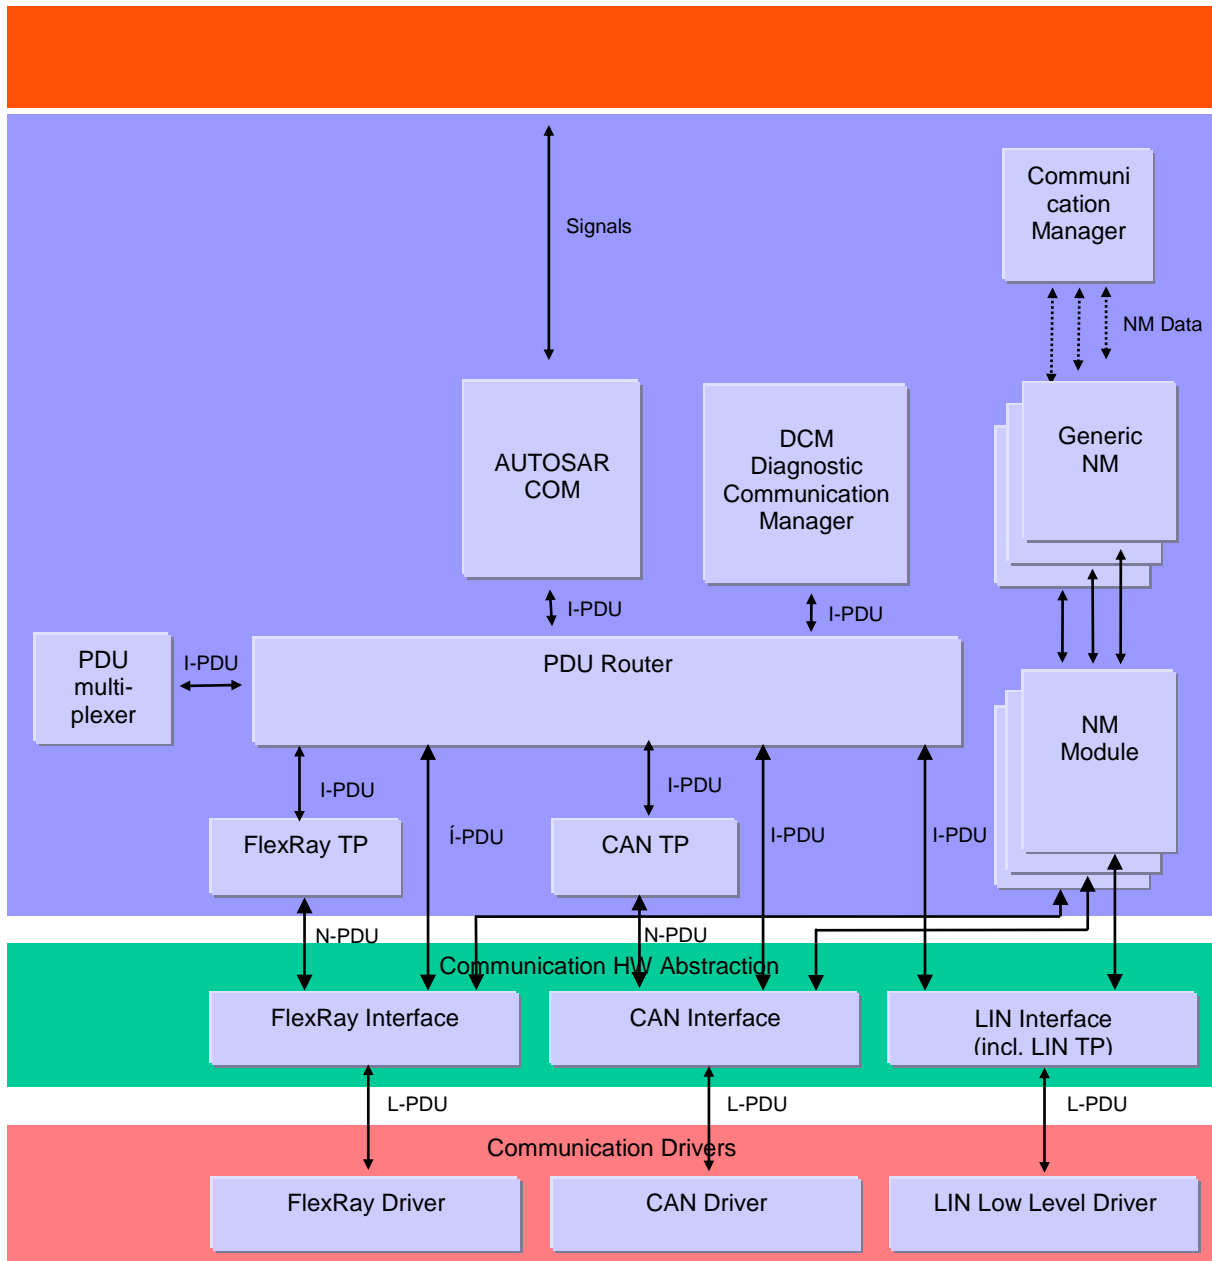 Signals
Communi
cation
Manager
NM Data
AUTOSAR
COM
DCM
Diagnostic
Communication
Manager
Generic
NM
I-PDU
I-PDU
PDU
multi-
plexer
I-PDU
PDU Router
NM
Module
I-PDU
Í-PDU
I-PDU
I-PDU
I-PDU
FlexRay TP
CAN TP
N-PDU
N-PDU
Communication HW Abstraction
FlexRay Interface
CAN Interface
LIN Interface
(incl. LIN TP)
L-PDU
L-PDU
L-PDU
Communication Drivers
FlexRay Driver
CAN Driver
LIN Low Level Driver